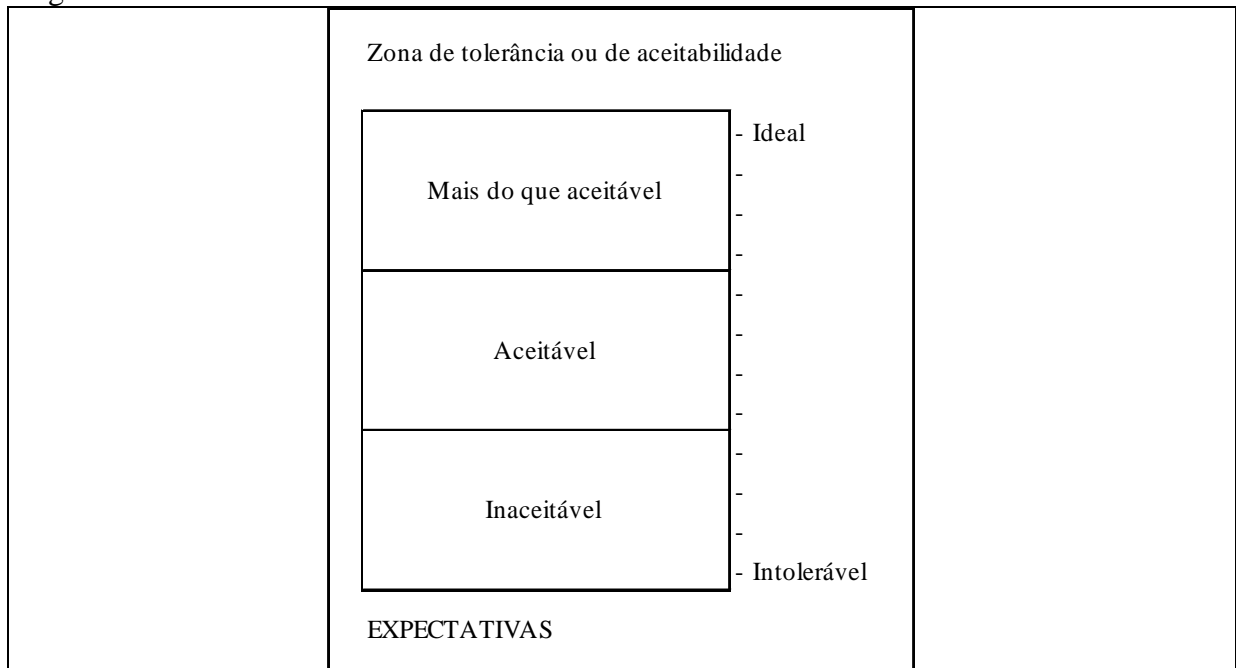 Zona de tolerância ou de aceitabilidade
- Ideal
-
Mais do que aceitável
-
-
-
-
Aceitável
-
-
-
-
Inaceitável
-
- Intolerável
EXPECTATIVAS